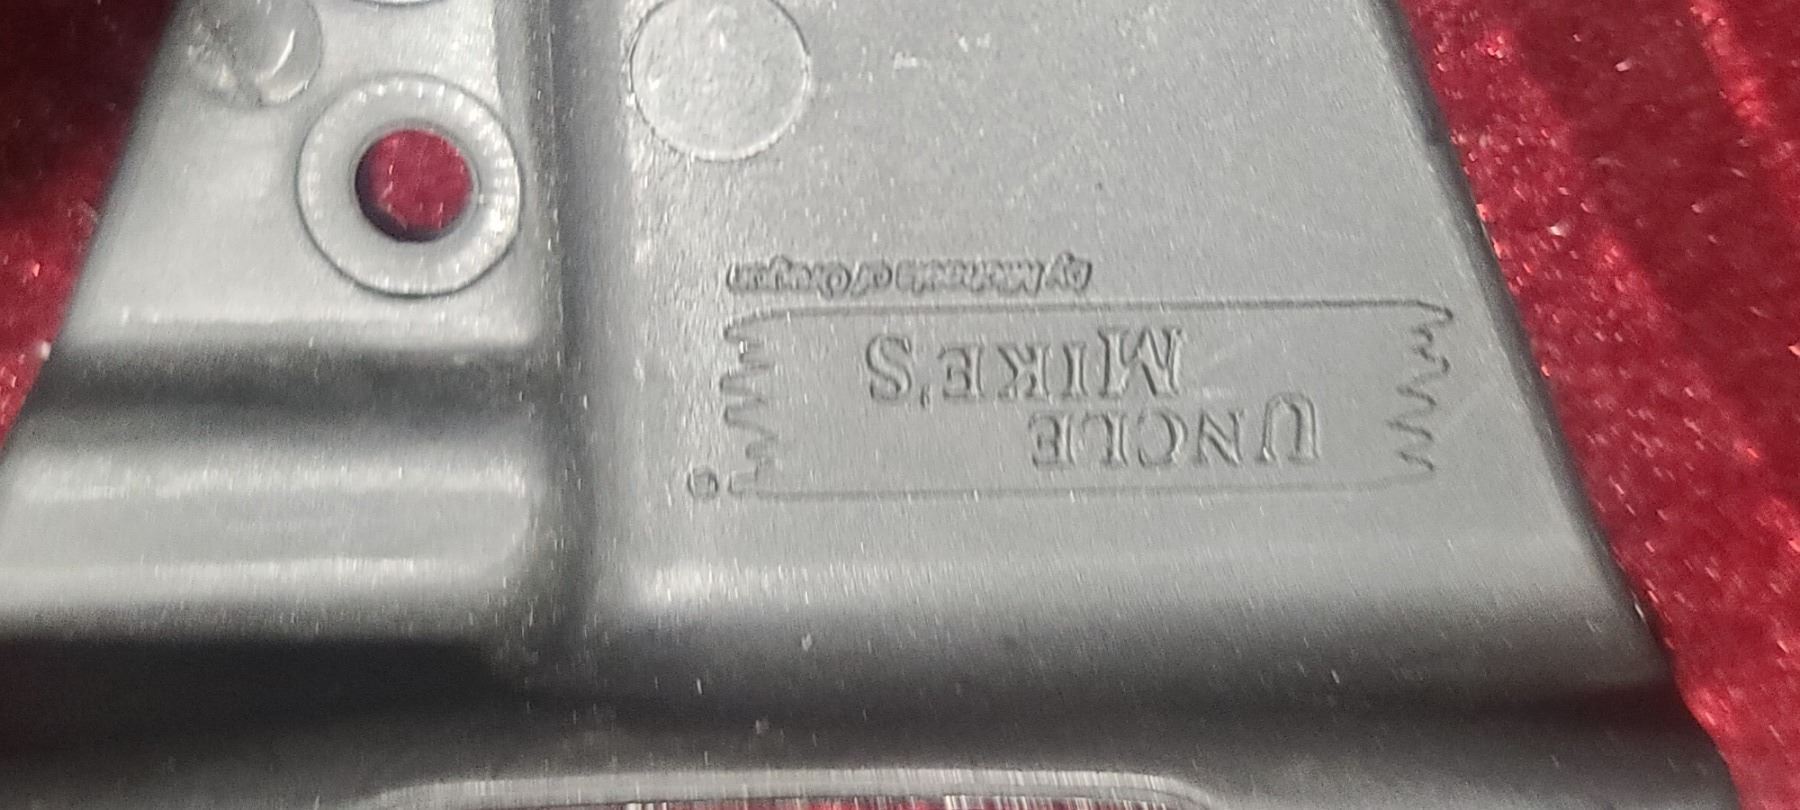 UNCLE
MIKE'S
by Michaels of Oregon